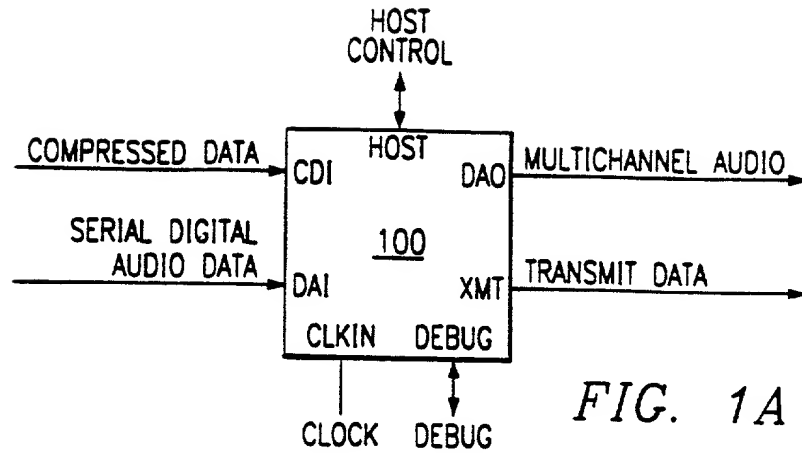 HOST
CONTROL
COMPRESSED DATA
HOST
MULTICHANNEL AUDIO
CDI
DAO
SERIAL DIGITAL
AUDIO DATA
100
TRANSMIT DATA
DAI
XMT
CLKIN
DEBUG
CLOCK
DEBUG
FIG. 1A